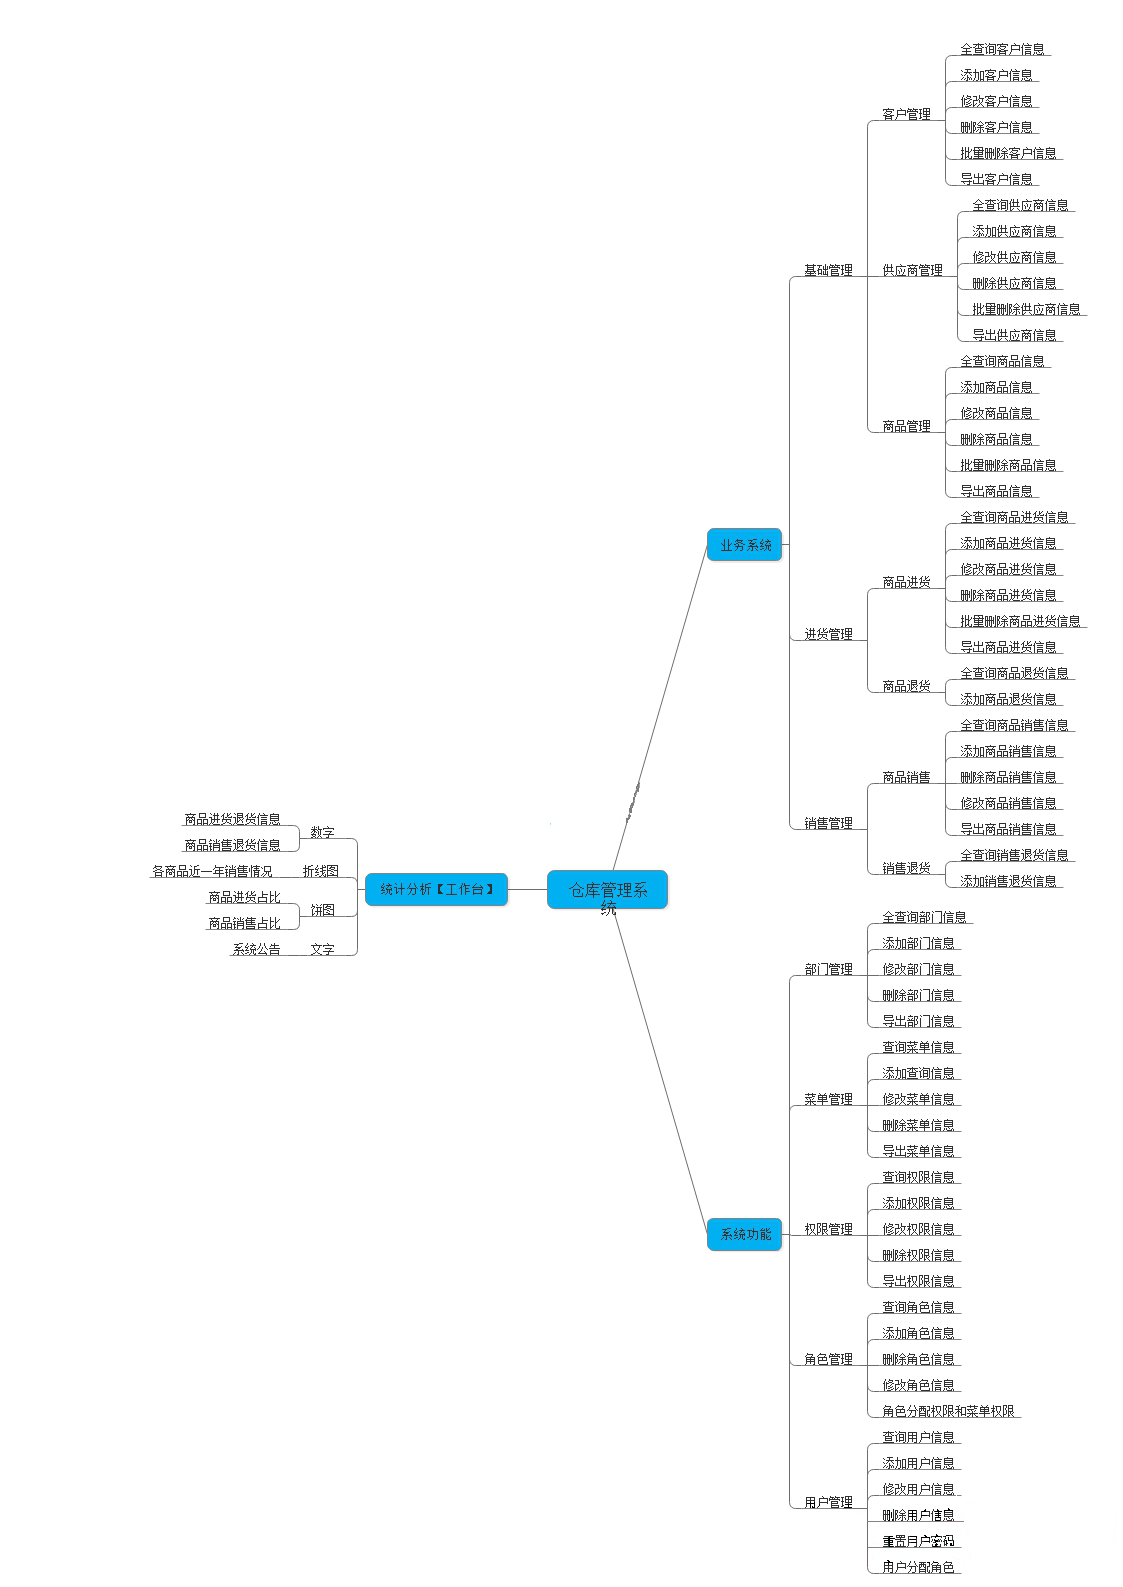 仓库管理系
统
业务系统
基础管理
客户管理
全查询客户信息
添加客户信息
修改客户信息
删除客户信息
批量删除客户信息
导出客户信息
供应商管理
全查询供应商信息
添加供应商信息
修改供应商信息
删除供应商信息
批量删除供应商信息
导出供应商信息
商品管理
全查询商品信息
添加商品信息
修改商品信息
删除商品信息
批量删除商品信息
导出商品信息
进货管理
商品进货
全查询商品进货信息
添加商品进货信息
修改商品进货信息
删除商品进货信息
批量删除商品进货信息
导出商品进货信息
商品退货
全查询商品退货信息
添加商品退货信息
销售管理
商品销售
全查询商品销售信息
添加商品销售信息
删除商品销售信息
修改商品销售信息
导出商品销售信息
销售退货
全查询销售退货信息
添加销售退货信息
系统功能
部门管理
全查询部门信息
添加部门信息
修改部门信息
删除部门信息
导出部门信息
菜单管理
查询菜单信息
添加查询信息
修改菜单信息
删除菜单信息
导出菜单信息
权限管理
查询权限信息
添加权限信息
修改权限信息
删除权限信息
导出权限信息
角色管理
查询角色信息
添加角色信息
删除角色信息
修改角色信息
角色分配权限和菜单权限
用户管理
查询用户信息
添加用户信息
修改用户信息
删除用户信息
重置用户密码
用户分配角色
统计分析【工作台】
数字
商品进货退货信息
商品销售退货信息
折线图
各商品近一年销售情况
饼图
商品进货占比
商品销售占比
文字
系统公告